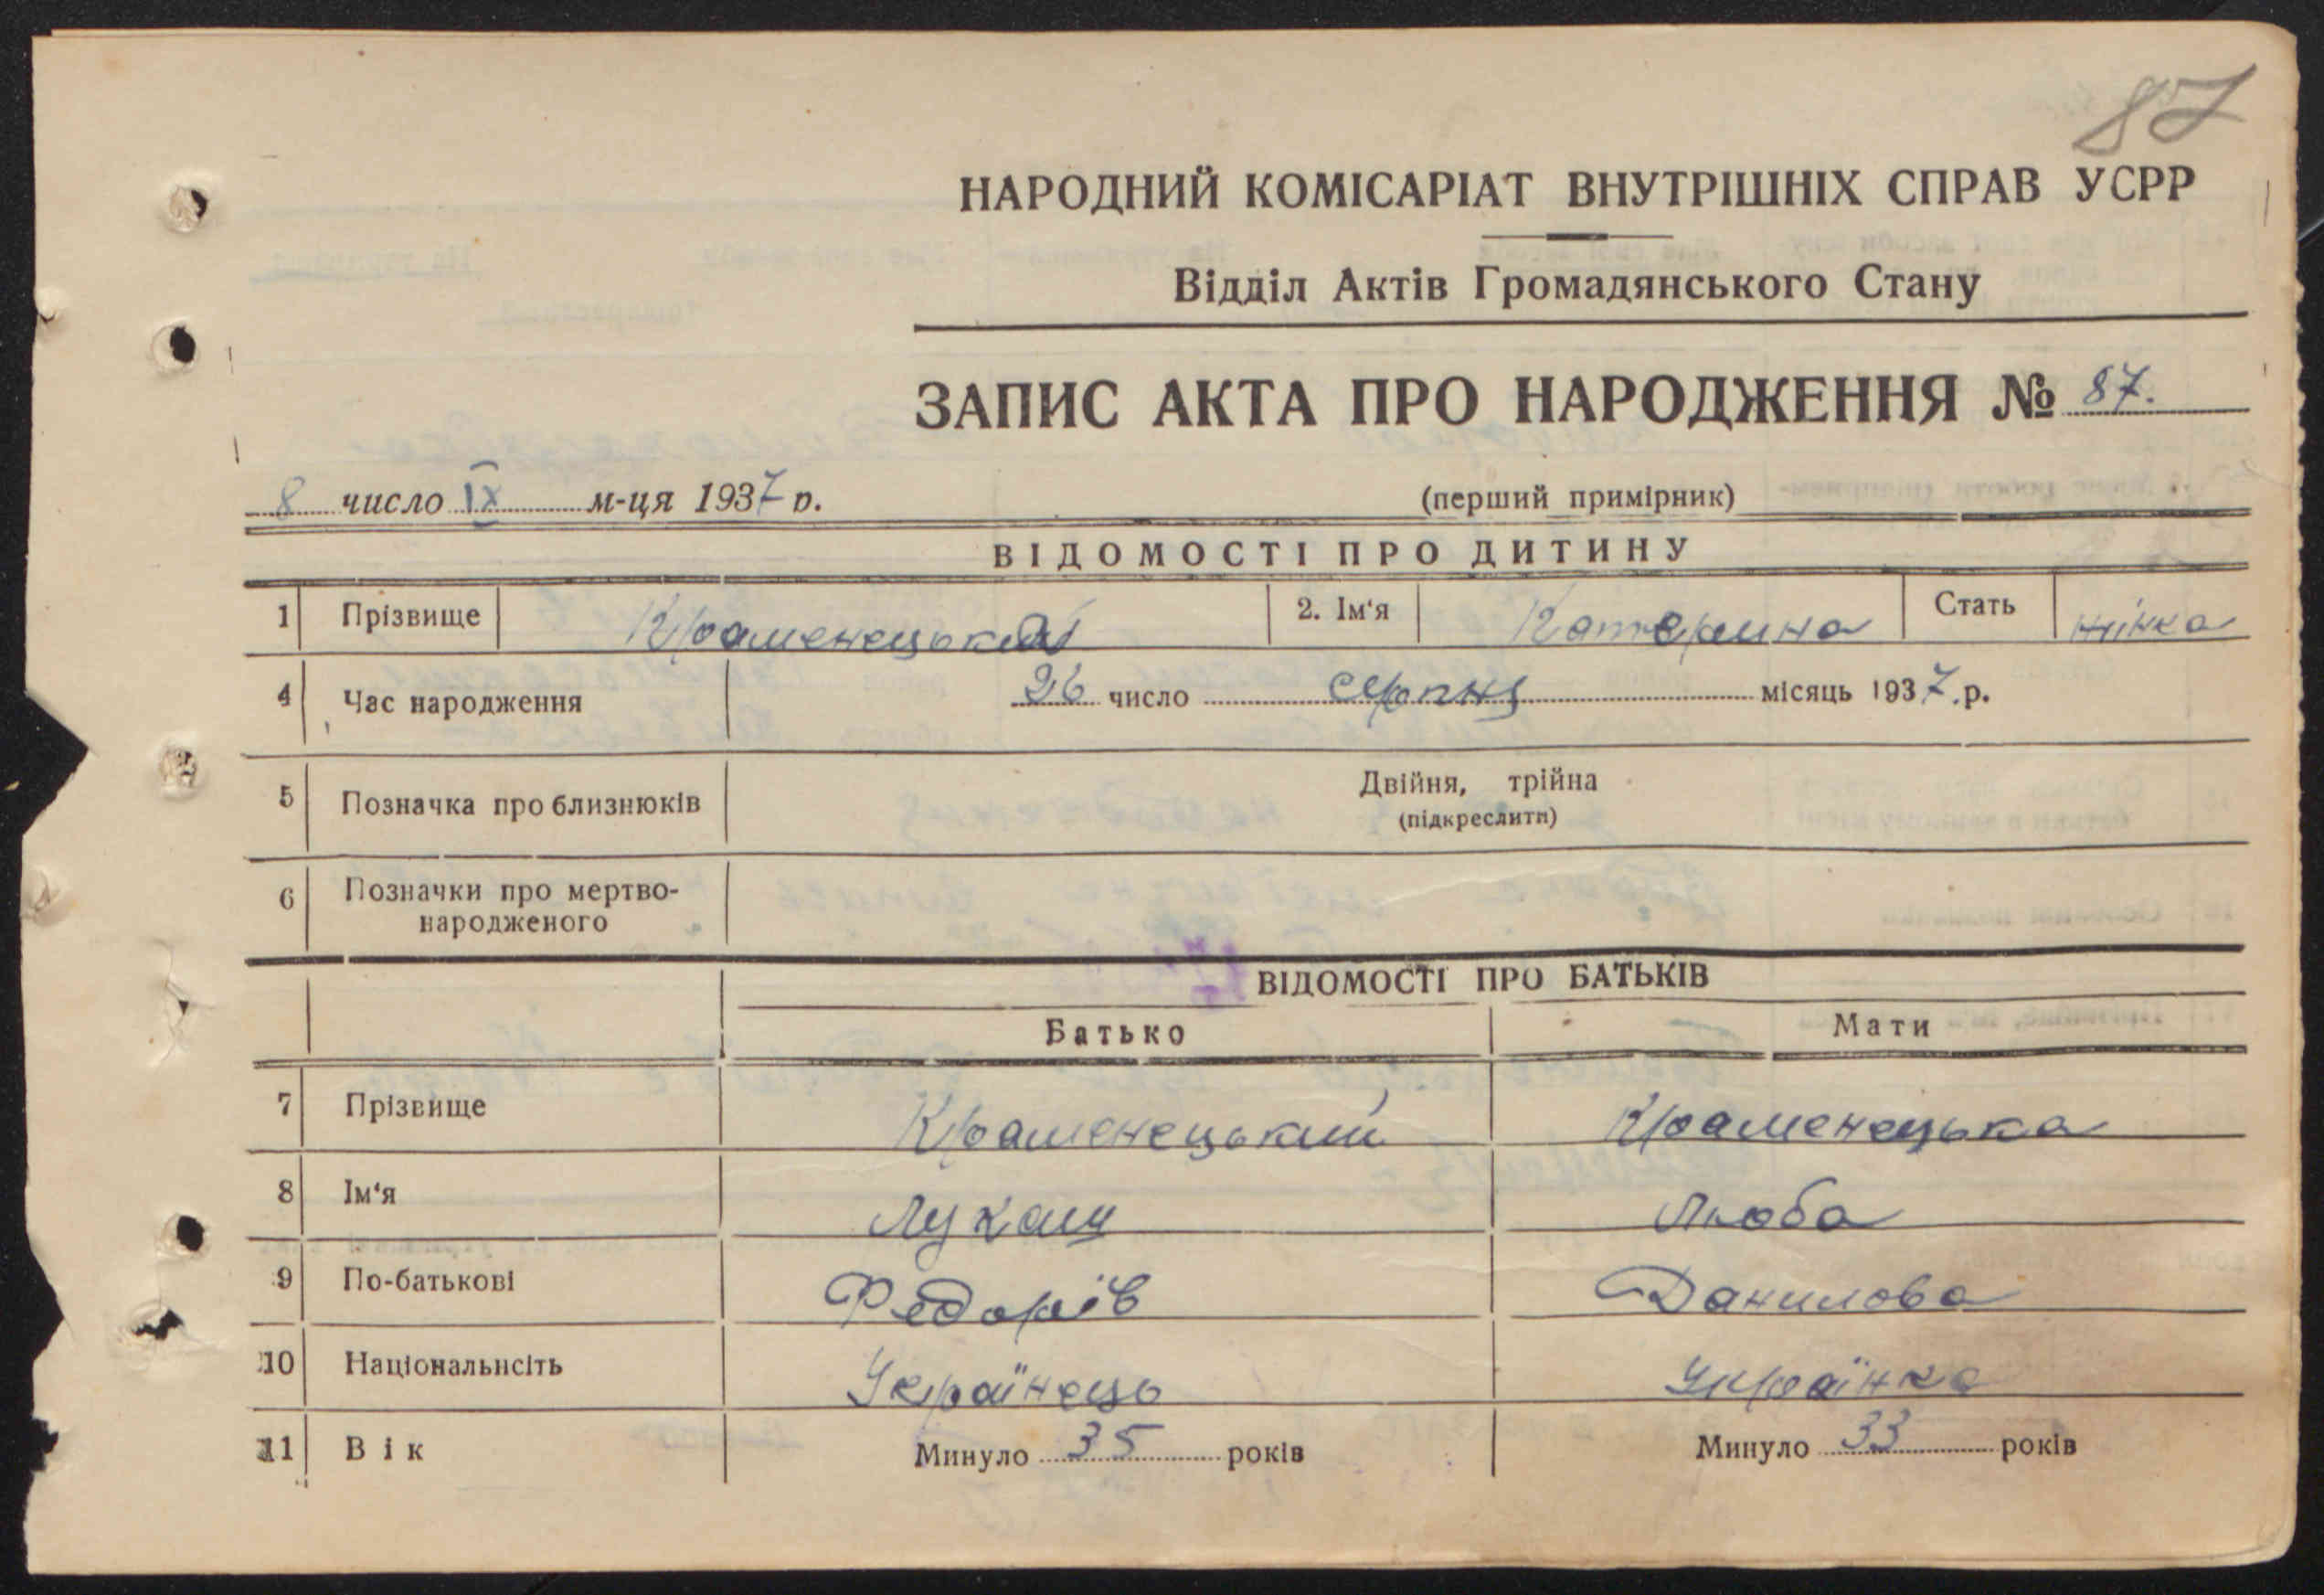 87
НАРОДНИЙ КОМІСАРІАТ ВНУТРІШНІХ СПРАВ УСРР
Відділ Актів Громадянського Стану
ЗАПИС АКТА ПРО НАРОДЖЕННЯ № 87.
8 число IX м-ця 1937 р.
(перший примірник)
ВІДОМОСТІ ПРО ДИТИНУ
1 Прізвище Краменецька 2. Ім'я Катерина Стать жінка
4 Час народження 26 число серпня місяць 1937.р.
5 Позначка про близнюків Двійня, трійна
(підкреслити)
6 Позначки про мертво-
народженого
ВІДОМОСТІ ПРО БАТЬКІВ
Батько Мати
7 Прізвище Краменецький Краменецька
8 Ім'я Лукаш Люба
9 По-батькові Федорів Данилова
10 Національнсіть Українець Українка
11 Вік Минуло 35 років Минуло 33 років